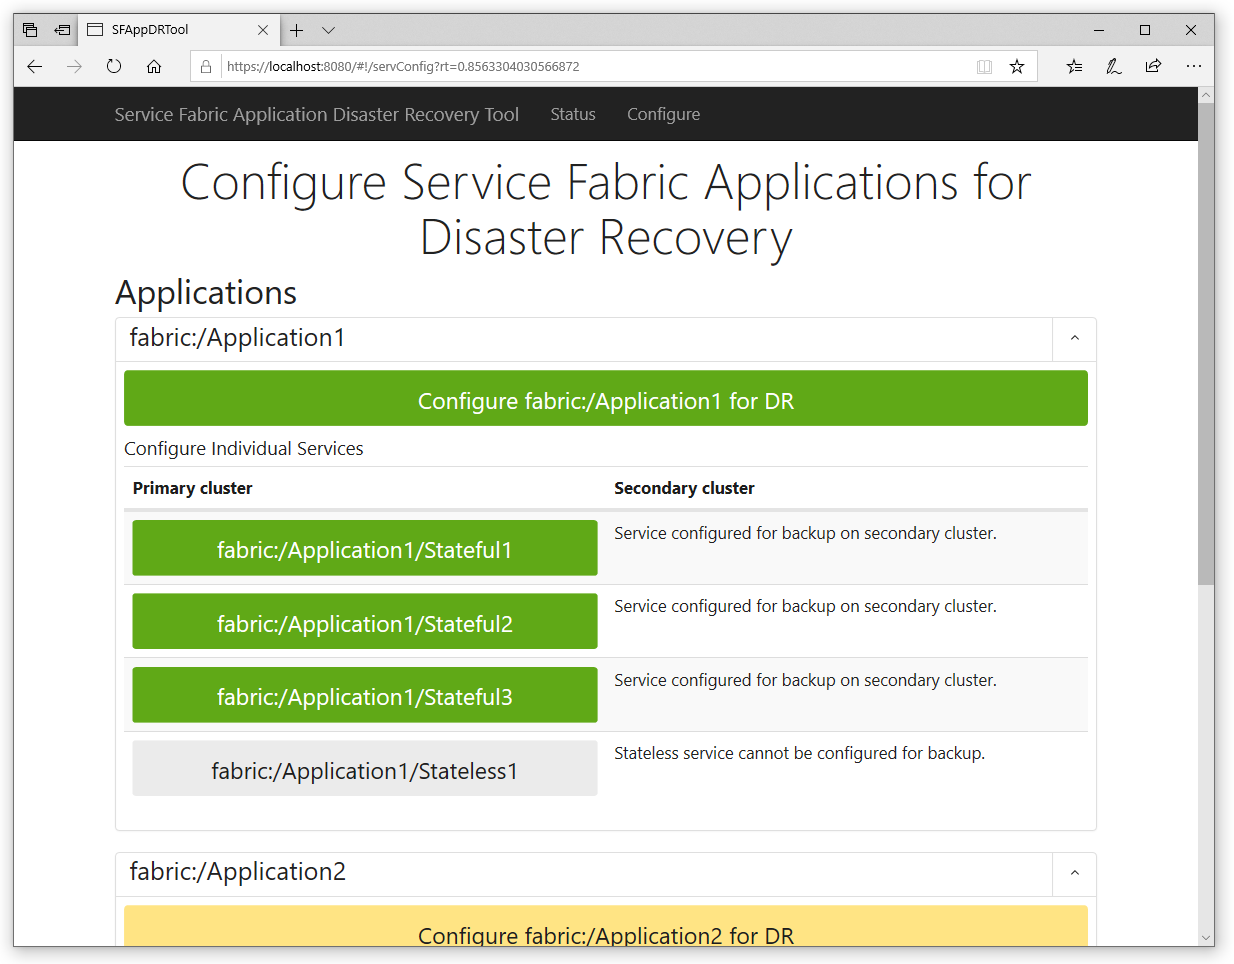 SFAppDRTool
https://localhost:8080/#!/servConfig?rt=0.8563304030566872
Service Fabric Application Disaster Recovery Tool Status Configure
Configure Service Fabric Applications for
Disaster Recovery
Applications
fabric:/Application1
Configure fabric:/Application1 for DR
Configure Individual Services
Primary cluster Secondary cluster
fabric:/Application1/Stateful1 Service configured for backup on secondary cluster.
fabric:/Application1/Stateful2 Service configured for backup on secondary cluster.
fabric:/Application1/Stateful3 Service configured for backup on secondary cluster.
fabric:/Application1/Stateless1 Stateless service cannot be configured for backup.
fabric:/Application2
Configure fabric:/Application2 for DR